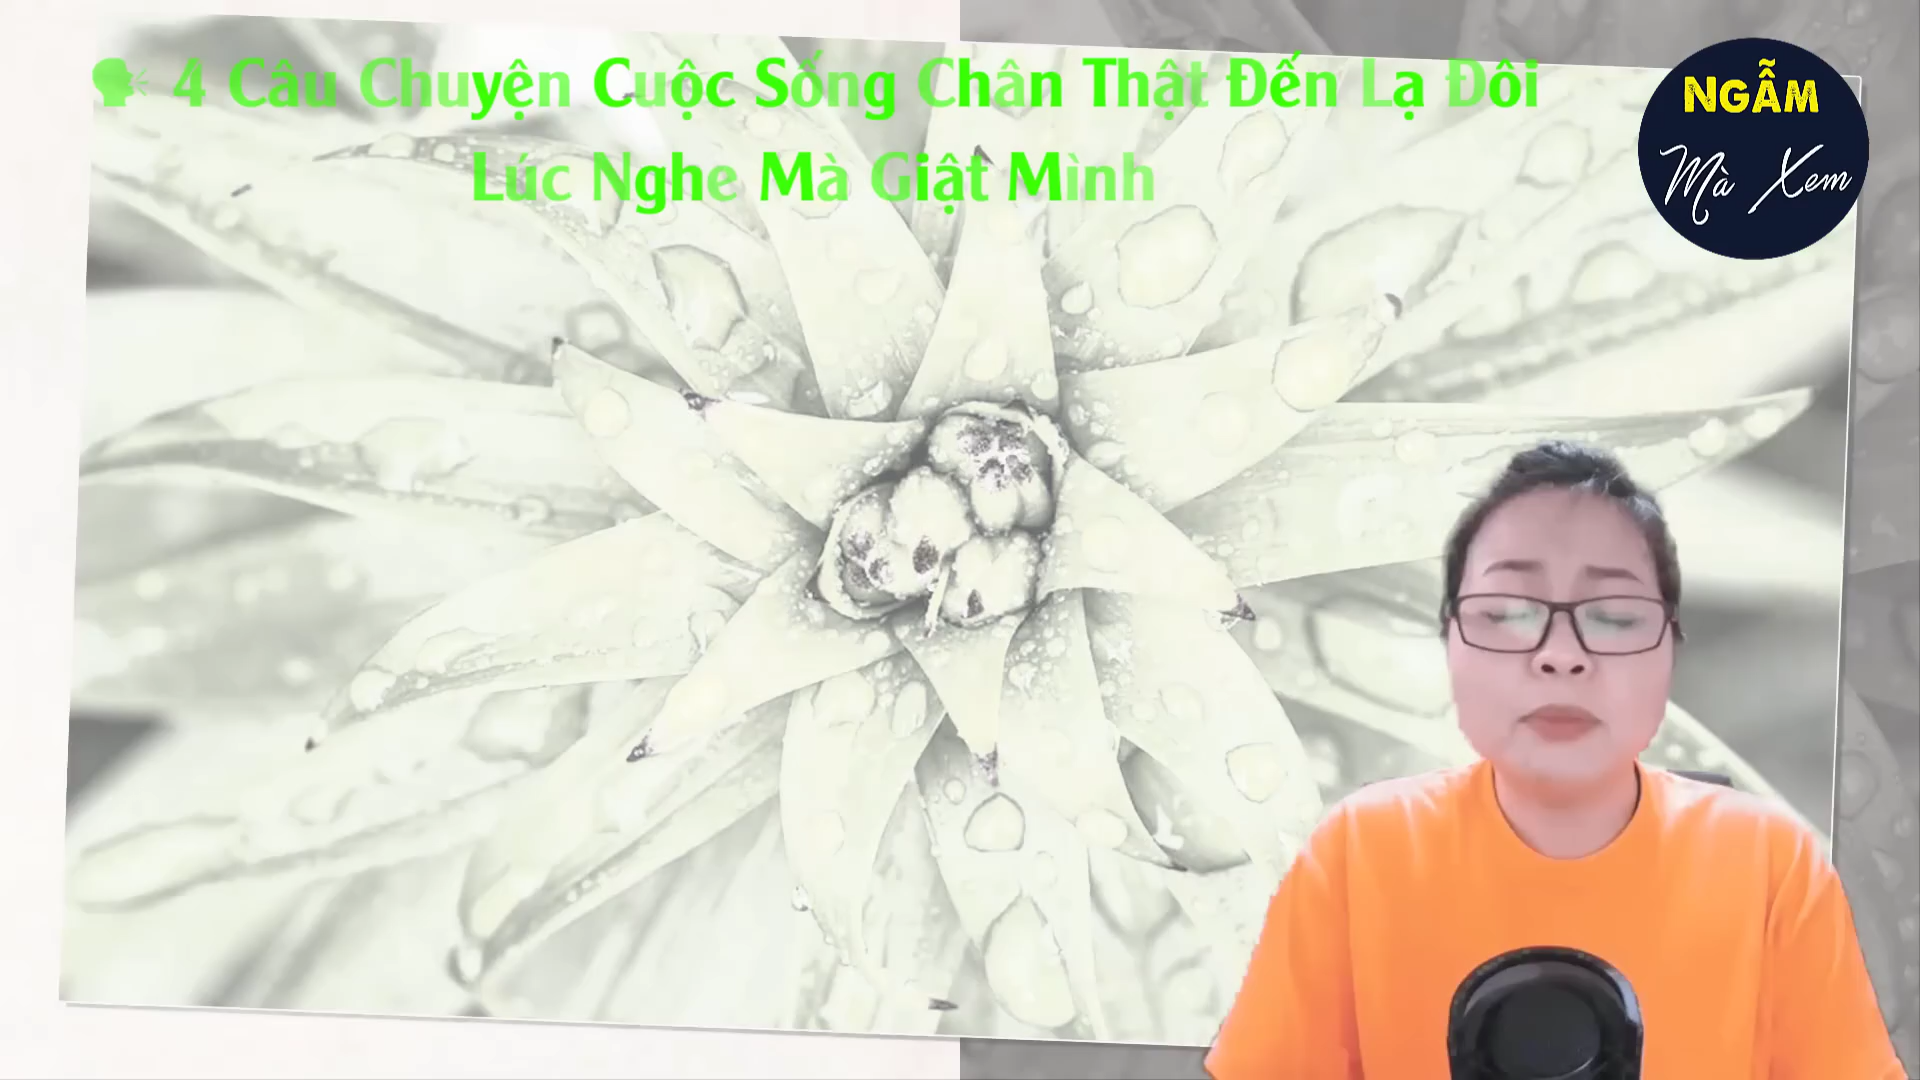 4 Câu Chuyện Cuộc Sống Chân Thật Đến Lạ Đôi
Lúc Nghe Mà Giật Mình
NGẪM
Mà Xem